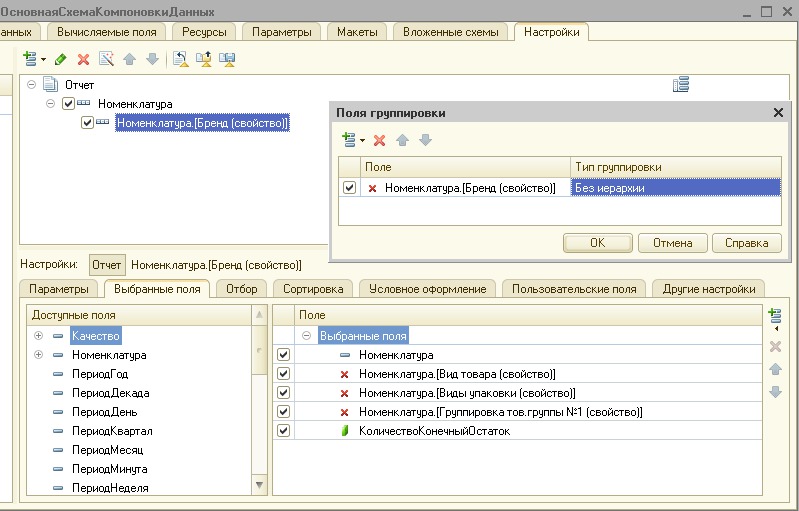 ОсновнаяСхемаКомпоновкиДанных
анных Вычисляемые поля Ресурсы Параметры Макеты Вложенные схемы Настройки
Отчет
Номенклатура
Номенклатура.[Бренд (свойство)]
Поля группировки
Поле Тип группировки
Номенклатура.[Бренд (свойство)] Без иерархии
OK Отмена Справка
Настройки: Отчет Номенклатура.[Бренд (свойство)]
Параметры Выбранные поля Отбор Сортировка Условное оформление Пользовательские поля Другие настройки
Доступные поля
Качество
Номенклатура
ПериодГод
ПериодДекада
ПериодДень
ПериодКвартал
ПериодМесяц
ПериодМинута
ПериодНеделя
Поле
Выбранные поля
Номенклатура
Номенклатура.[Вид товара (свойство)]
Номенклатура.[Виды упаковки (свойство)]
Номенклатура.[Группировка тов.группы №1 (свойство)]
КоличествоКонечныйОстаток